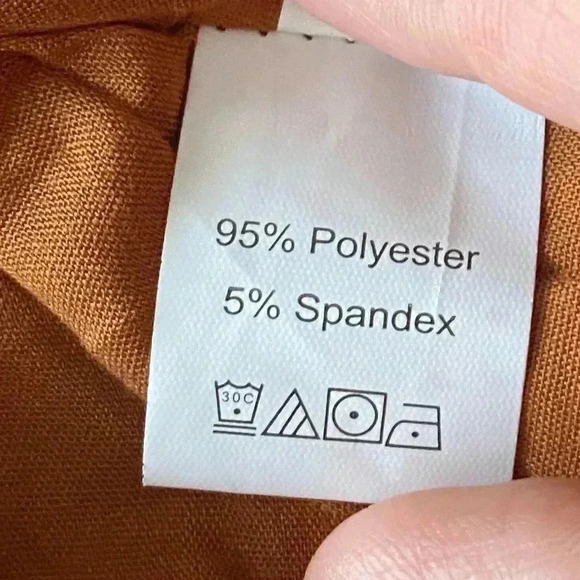 95% Polyester
5% Spandex
30C